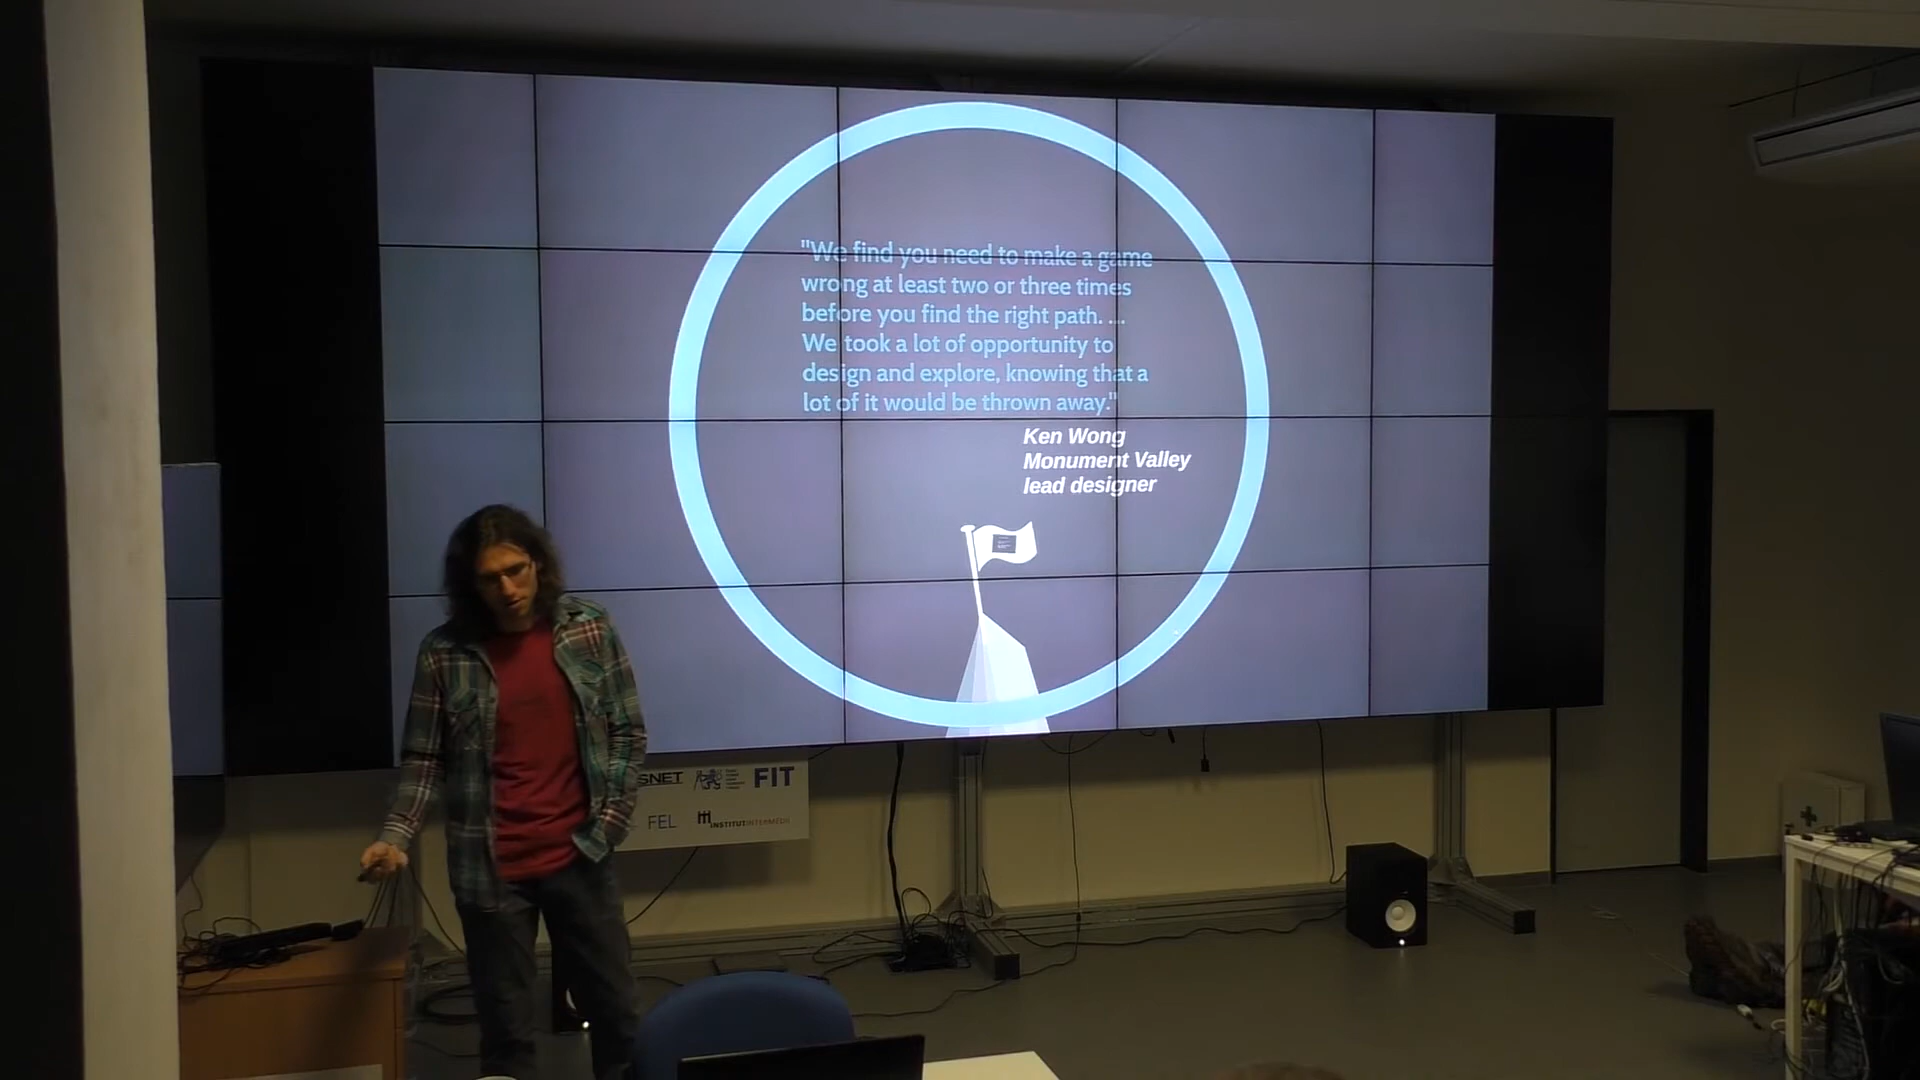 "We find you need to make a game
wrong at least two or three times
before you find the right path. ...
We took a lot of opportunity to
design and explore, knowing that a
lot of it would be thrown away."
Ken Wong
Monument Valley
lead designer
SNET
FIT
FEL
INSTITUT INTERMÉDIÍ